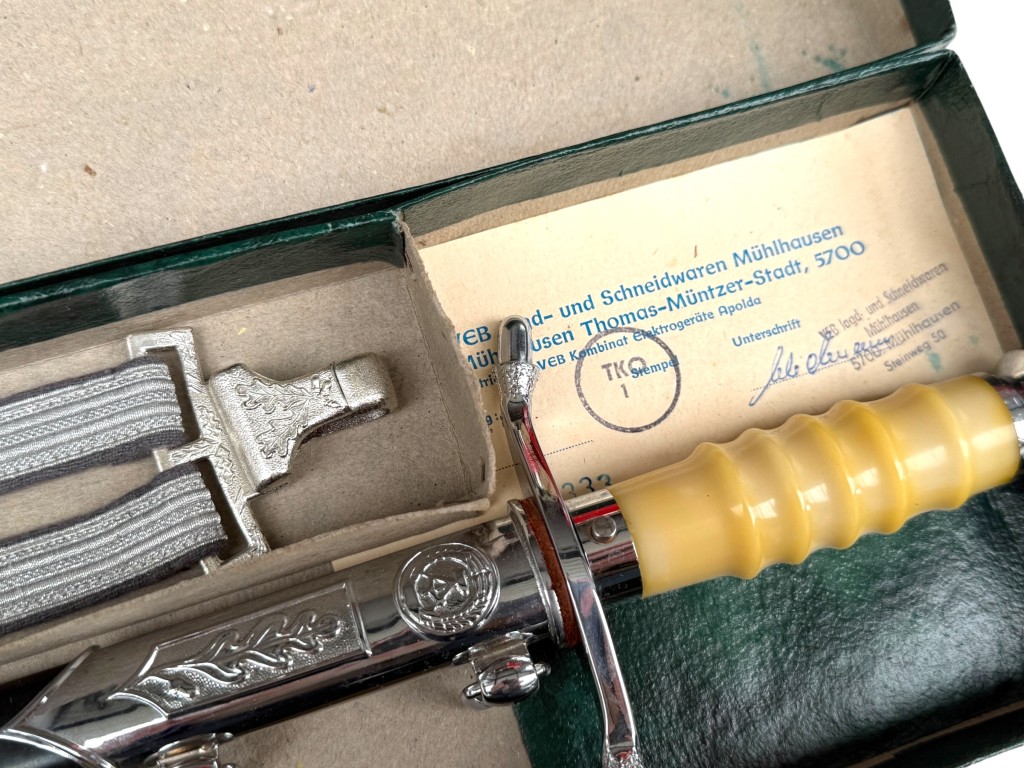 VEB Jagd- und Schneidwaren Mühlhausen
Mühlhausen Thomas-Müntzer-Stadt, 5700
VEB Kombinat Elektrogeräte Apolda
TKO
1
Stempel
Unterschrift
VEB Jagd- und Schneidwaren
Mühlhausen
5700 Mühlhausen
Steinweg 50
333